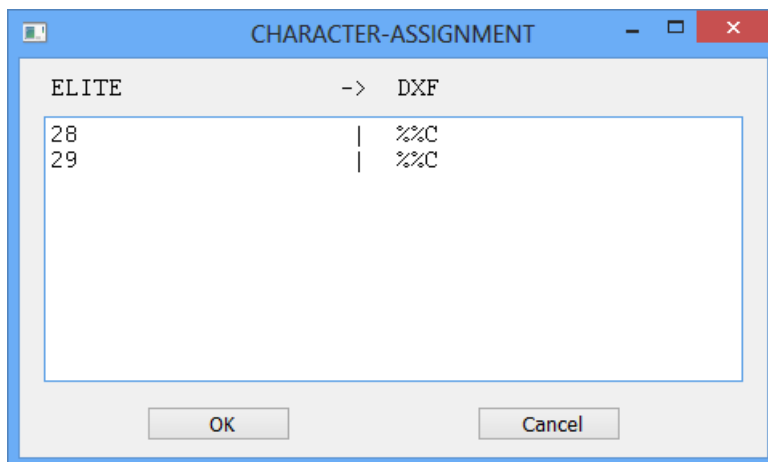 CHARACTER-ASSIGNMENT
ELITE -> DXF
28 | %%C
29 | %%C
OK Cancel